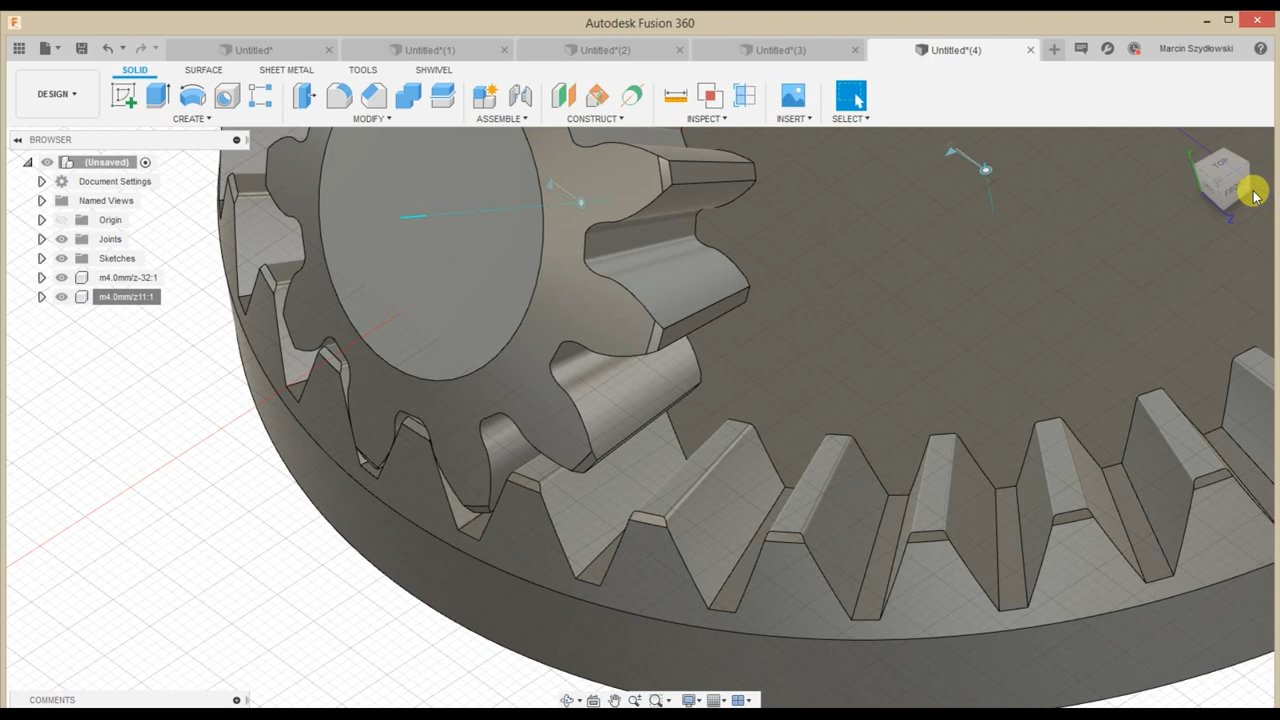 F
Autodesk Fusion 360
Untitled*
Untitled*(1)
Untitled*(2)
Untitled*(3)
Untitled*(4)
Marcin Szydłowski
SOLID
SURFACE
SHEET METAL
TOOLS
SHWIVEL
DESIGN
CREATE
MODIFY
ASSEMBLE
CONSTRUCT
INSPECT
INSERT
SELECT
BROWSER
(Unsaved)
Document Settings
Named Views
Origin
Joints
Sketches
m4.0mm/z-32:1
m4.0mm/z11:1
TOP
Y
Z
COMMENTS